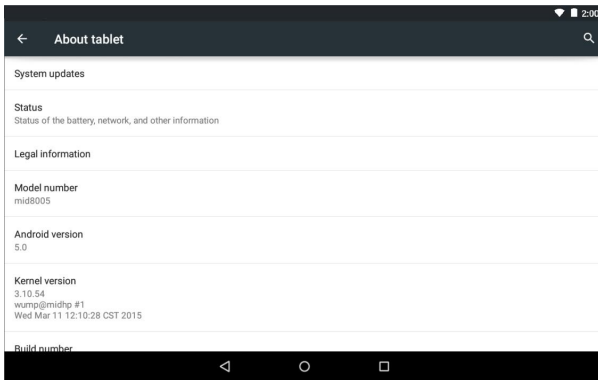 2:00
About tablet
System updates
Status
Status of the battery, network, and other information
Legal information
Model number
mid8005
Android version
5.0
Kernel version
3.10.54
wump@midhp #1
Wed Mar 11 12:10:28 CST 2015
Build number